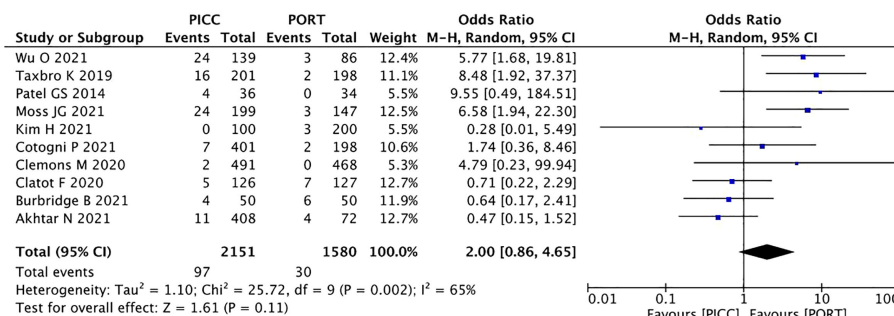 PICC PORT Odds Ratio Odds Ratio
Study or Subgroup Events Total Events Total Weight M-H, Random, 95% CI M-H, Random, 95% CI
Wu O 2021 24 139 3 86 12.4% 5.77 [1.68, 19.81]
Taxbro K 2019 16 201 2 198 11.1% 8.48 [1.92, 37.37]
Patel GS 2014 4 36 0 34 5.5% 9.55 [0.49, 184.51]
Moss JG 2021 24 199 3 147 12.5% 6.58 [1.94, 22.30]
Kim H 2021 0 100 3 200 5.5% 0.28 [0.01, 5.49]
Cotogni P 2021 7 401 2 198 10.6% 1.74 [0.36, 8.46]
Clemons M 2020 2 491 0 468 5.3% 4.79 [0.23, 99.94]
Clatot F 2020 5 126 7 127 12.7% 0.71 [0.22, 2.29]
Burbridge B 2021 4 50 6 50 11.9% 0.64 [0.17, 2.41]
Akhtar N 2021 11 408 4 72 12.7% 0.47 [0.15, 1.52]
Total (95% CI) 2151 1580 100.0% 2.00 [0.86, 4.65]
Total events 97 30
Heterogeneity: Tau² = 1.10; Chi² = 25.72, df = 9 (P = 0.002); I² = 65%
Test for overall effect: Z = 1.61 (P = 0.11)
0.01 0.1 1 10 100
Favours [PICC] Favours [PORT]